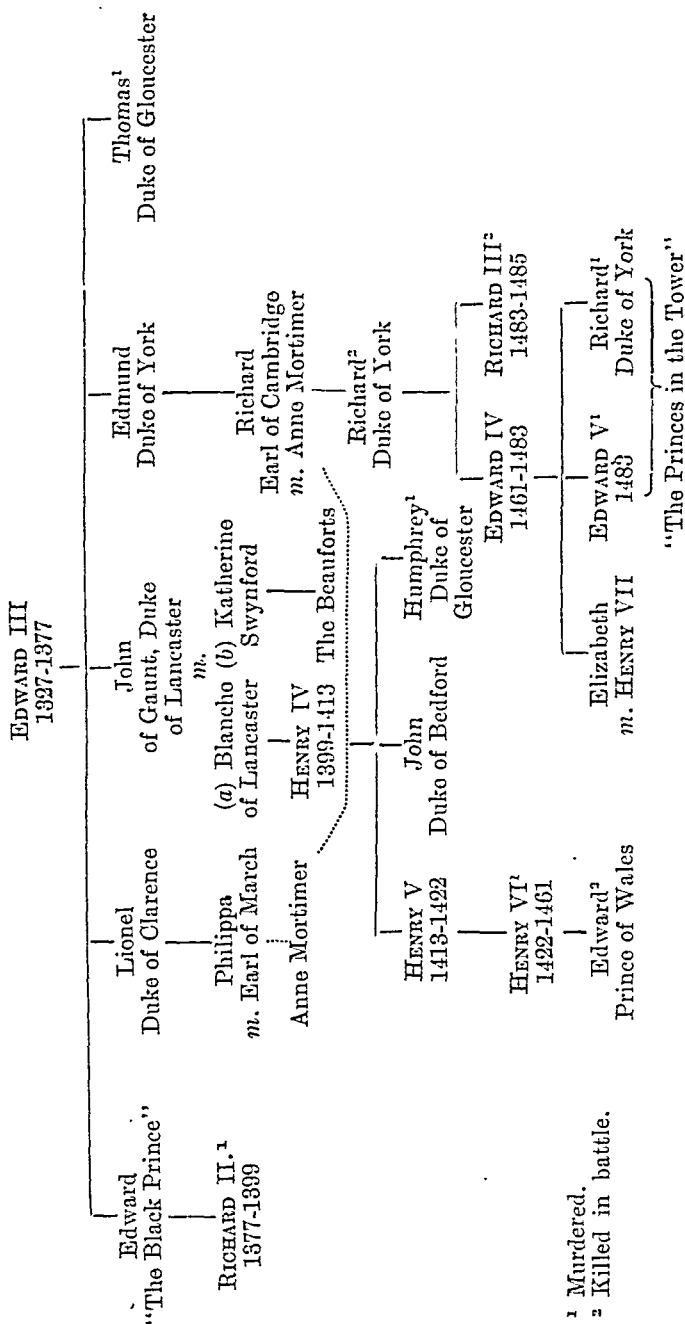 EDWARD III
1327-1377
Edward
"The Black Prince"
RICHARD II.¹
1377-1399
Lionel
Duke of Clarence
Philippa
m. Earl of March
Anne Mortimer
John
of Gaunt, Duke
of Lancaster
m.
(a) Blancho (b) Katherine
of Lancaster Swynford
HENRY IV
1399-1413
The Beauforts
Edmund
Duke of York
Richard
Earl of Cambridge
m. Anne Mortimer
Richard²
Duke of York
Thomas¹
Duke of Gloucester
HENRY V
1413-1422
John
Duke of Bedford
Humphrey¹
Duke of
Gloucester
EDWARD IV
1461-1483
RICHARD III²
1483-1485
HENRY VI¹
1422-1461
Edward²
Prince of Wales
Elizabeth
m. HENRY VII
EDWARD V¹
1483
Richard¹
Duke of York
"The Princes in the Tower"
¹ Murdered.
² Killed in battle.